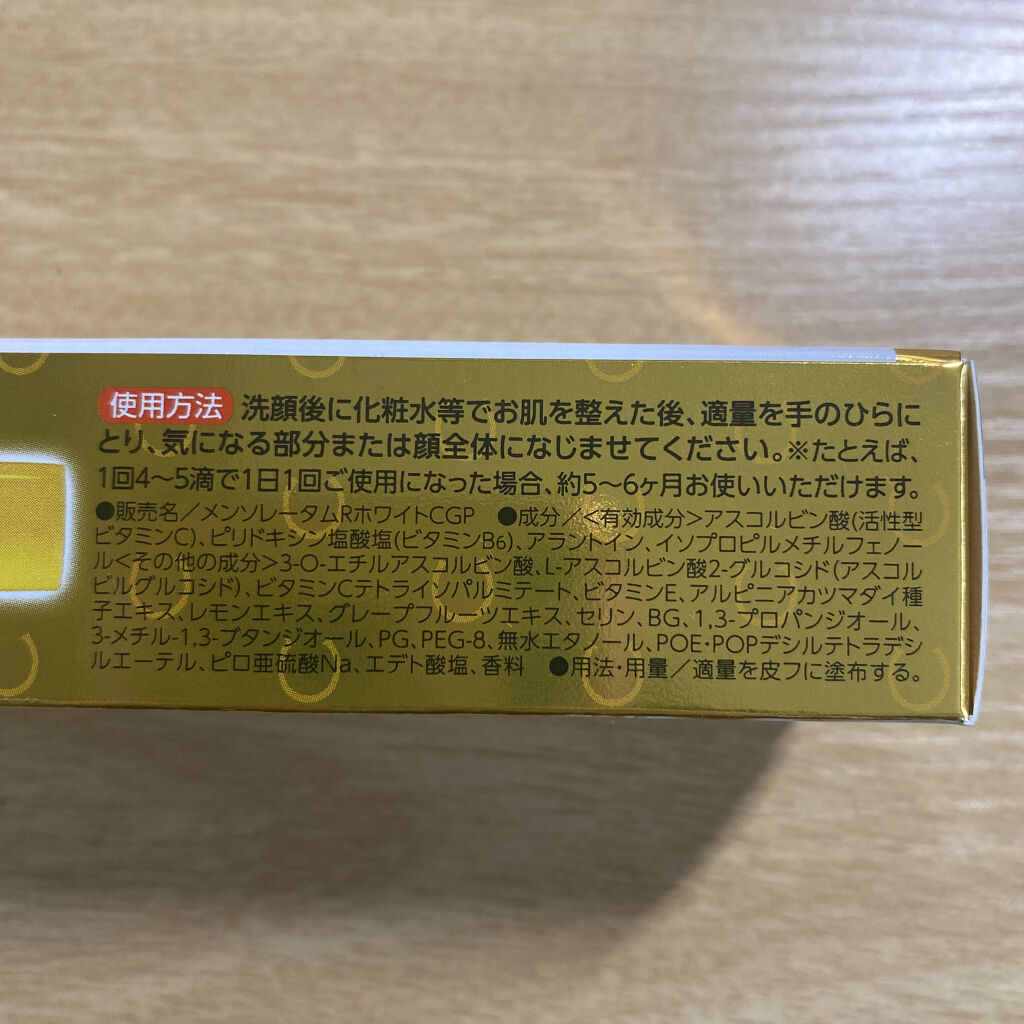 使用方法 洗顔後に化粧水等でお肌を整えた後、適量を手のひらに
とり、気になる部分または顔全体になじませてください。※たとえば、
1回4〜5滴で1日1回ご使用になった場合、約5〜6ヶ月お使いいただけます。
●販売名／メンソレータムRホワイトCGP ●成分／<有効成分>アスコルビン酸(活性型
ビタミンC)、ピリドキシン塩酸塩(ビタミンB6)、アラントイン、イソプロピルメチルフェノー
ル<その他の成分>3-O-エチルアスコルビン酸、L-アスコルビン酸2-グルコシド(アスコル
ビルグルコシド)、ビタミンCテトライソパルミテート、ビタミンE、アルピニアカツマダイ種
子エキス、レモンエキス、グレープフルーツエキス、セリン、BG、1,3-プロパンジオール、
3-メチル-1,3-ブタンジオール、PG、PEG-8、無水エタノール、POE・POPデシルテトラデシ
ルエーテル、ピロ亜硫酸Na、エデト酸塩、香料 ●用法・用量／適量を皮フに塗布する。